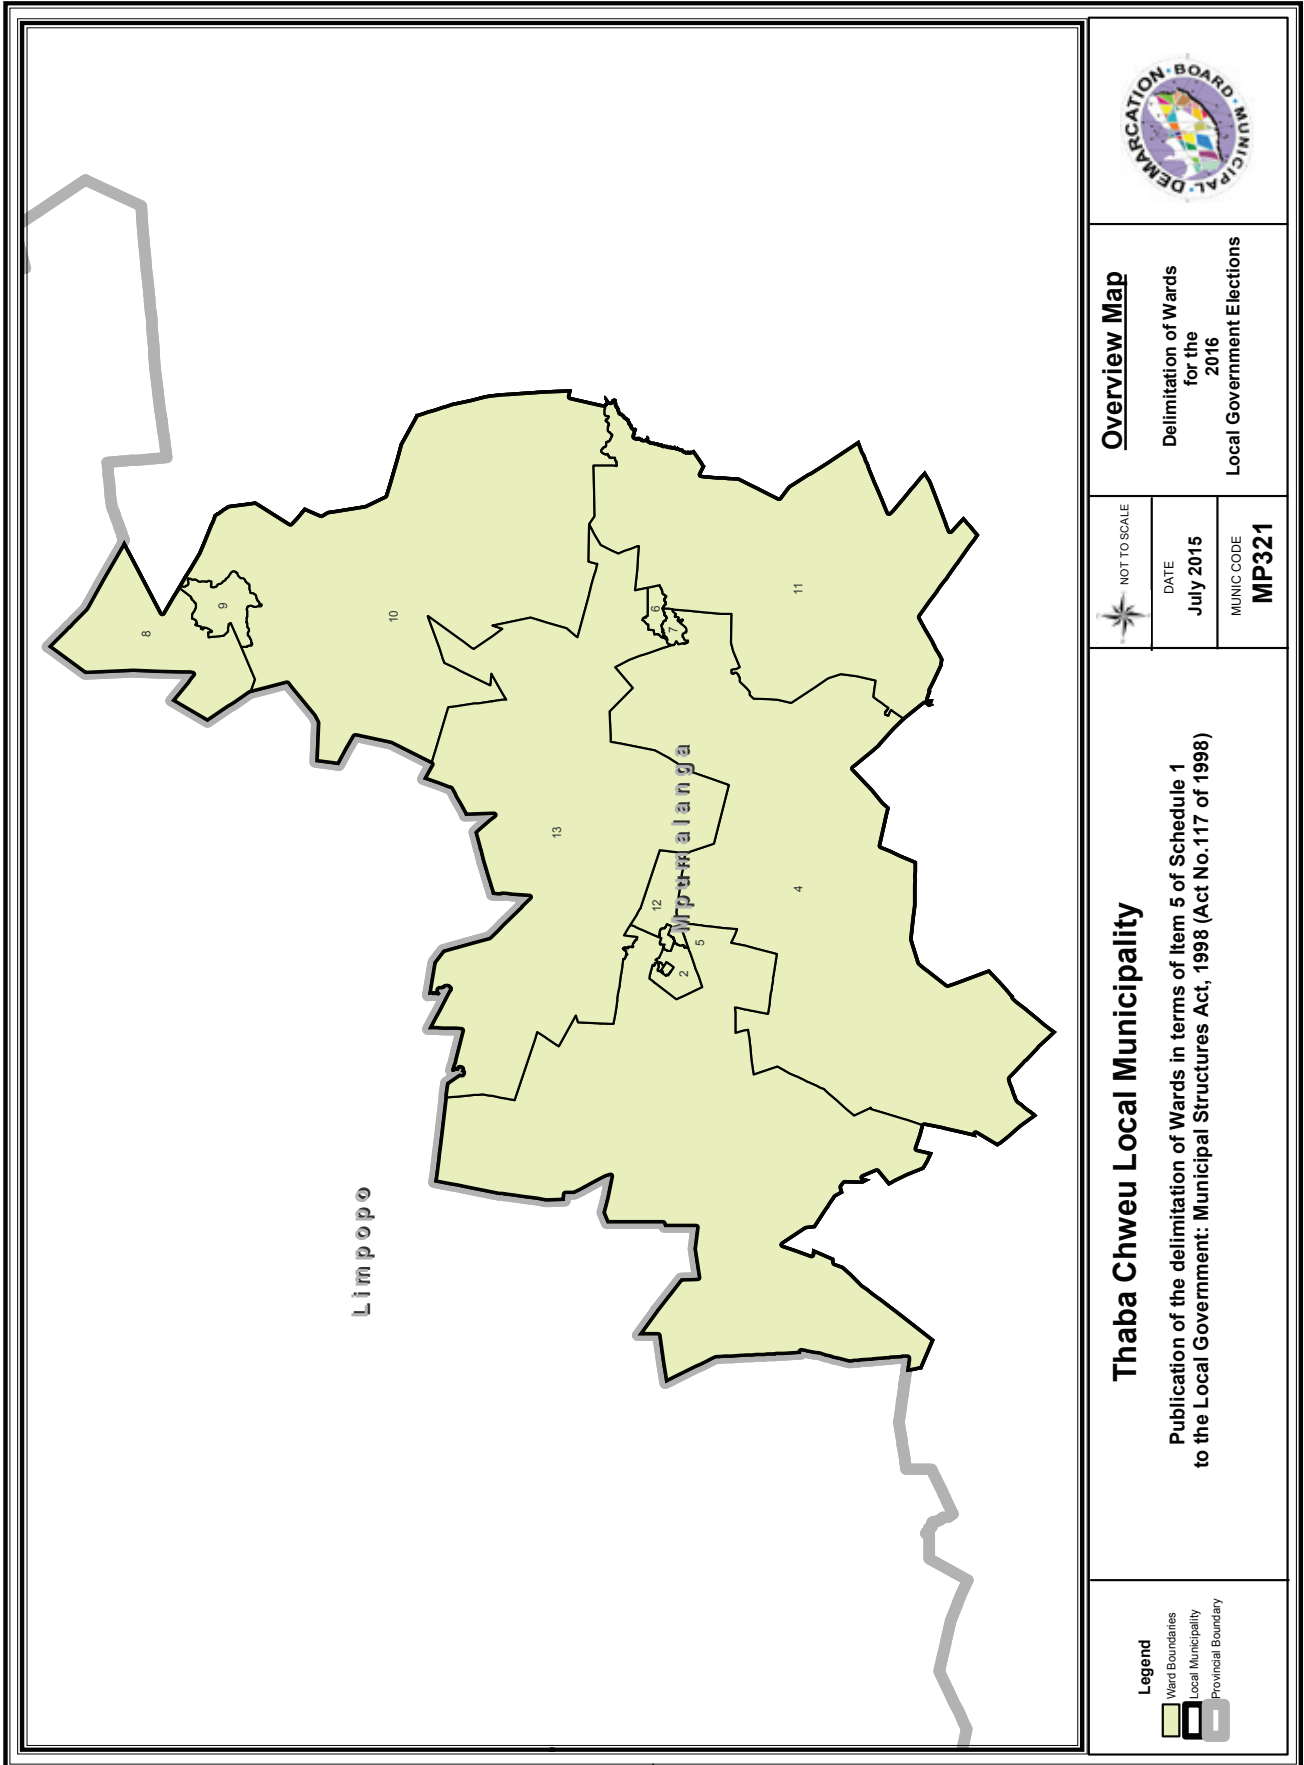 Limpopo
Mpumalanga
8
9
10
13
11
6
7
12
5
2
4
Legend
Ward Boundaries
Local Municipality
Provincial Boundary
Thaba Chweu Local Municipality
Publication of the delimitation of Wards in terms of Item 5 of Schedule 1
to the Local Government: Municipal Structures Act, 1998 (Act No.117 of 1998)
NOT TO SCALE
DATE
July 2015
MUNIC CODE
MP321
Overview Map
Delimitation of Wards
for the
2016
Local Government Elections
MUNICIPAL · DEMARCATION · BOARD ·